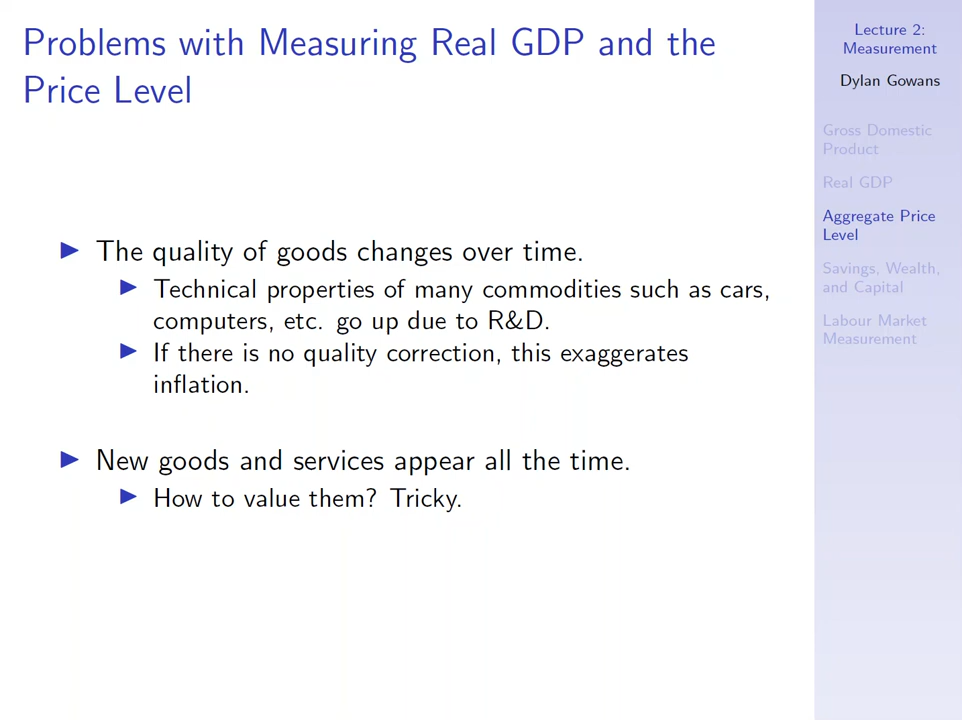 Problems with Measuring Real GDP and the
Price Level
The quality of goods changes over time.
Technical properties of many commodities such as cars,
computers, etc. go up due to R&D.
If there is no quality correction, this exaggerates
inflation.
New goods and services appear all the time.
How to value them? Tricky.
Lecture 2:
Measurement
Dylan Gowans
Gross Domestic
Product
Real GDP
Aggregate Price
Level
Savings, Wealth,
and Capital
Labour Market
Measurement